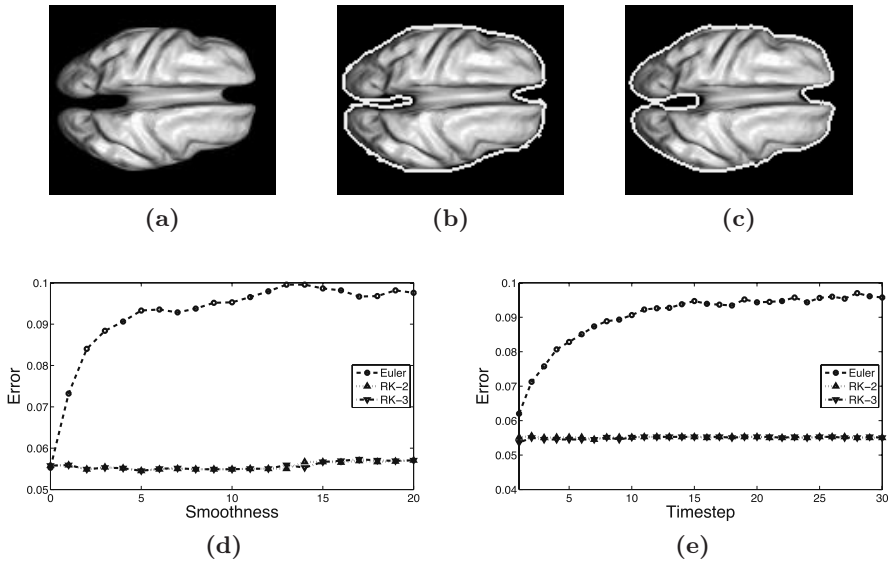 (a) (b) (c)
0.1
0.09
0.08
0.07
0.06
0.05
Error
0 5 10 15 20
Smoothness
Euler
RK−2
RK−3
(d)
0.1
0.09
0.08
0.07
0.06
0.05
0.04
Error
5 10 15 20 25 30
Timestep
Euler
RK−2
RK−3
(e)